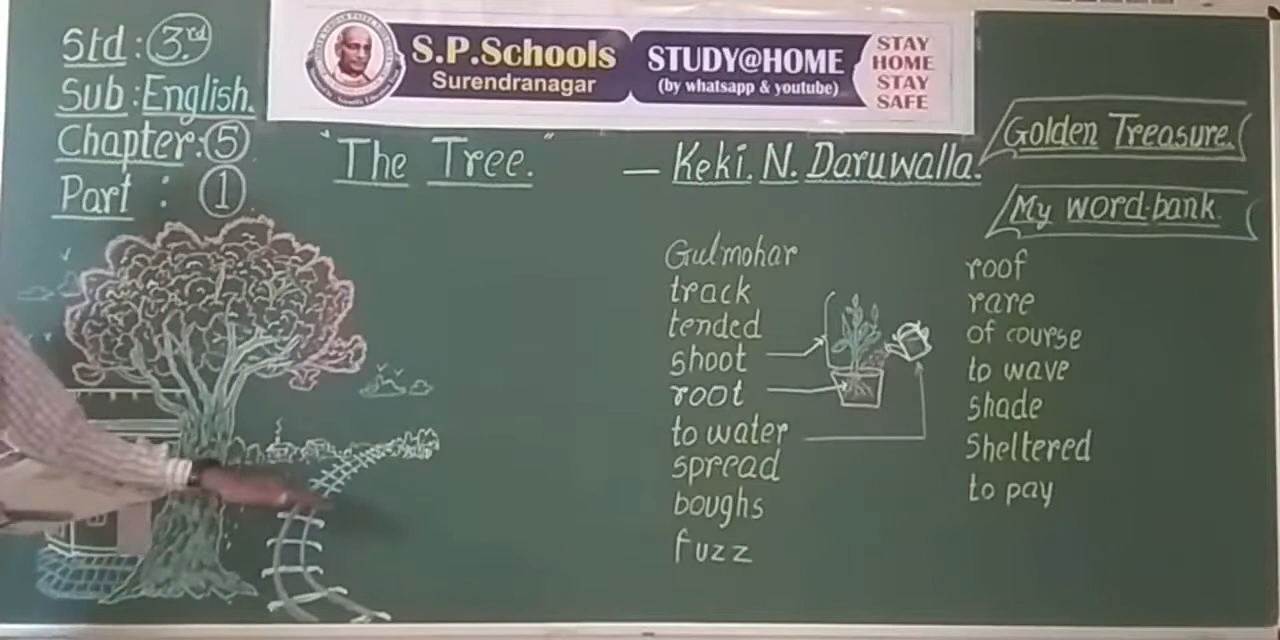 Std : 3rd
Sub : English.
Chapter : 5
Part : 1
S.P.Schools
Surendranagar
STUDY@HOME
(by whatsapp & youtube)
STAY
HOME
STAY
SAFE
"The Tree."
— Keki. N. Daruwalla.
Golden Treasure.
My word-bank.
Gulmohar
track
tended
shoot
root
to water
spread
boughs
fuzz
roof
rare
of course
to wave
shade
Sheltered
to pay